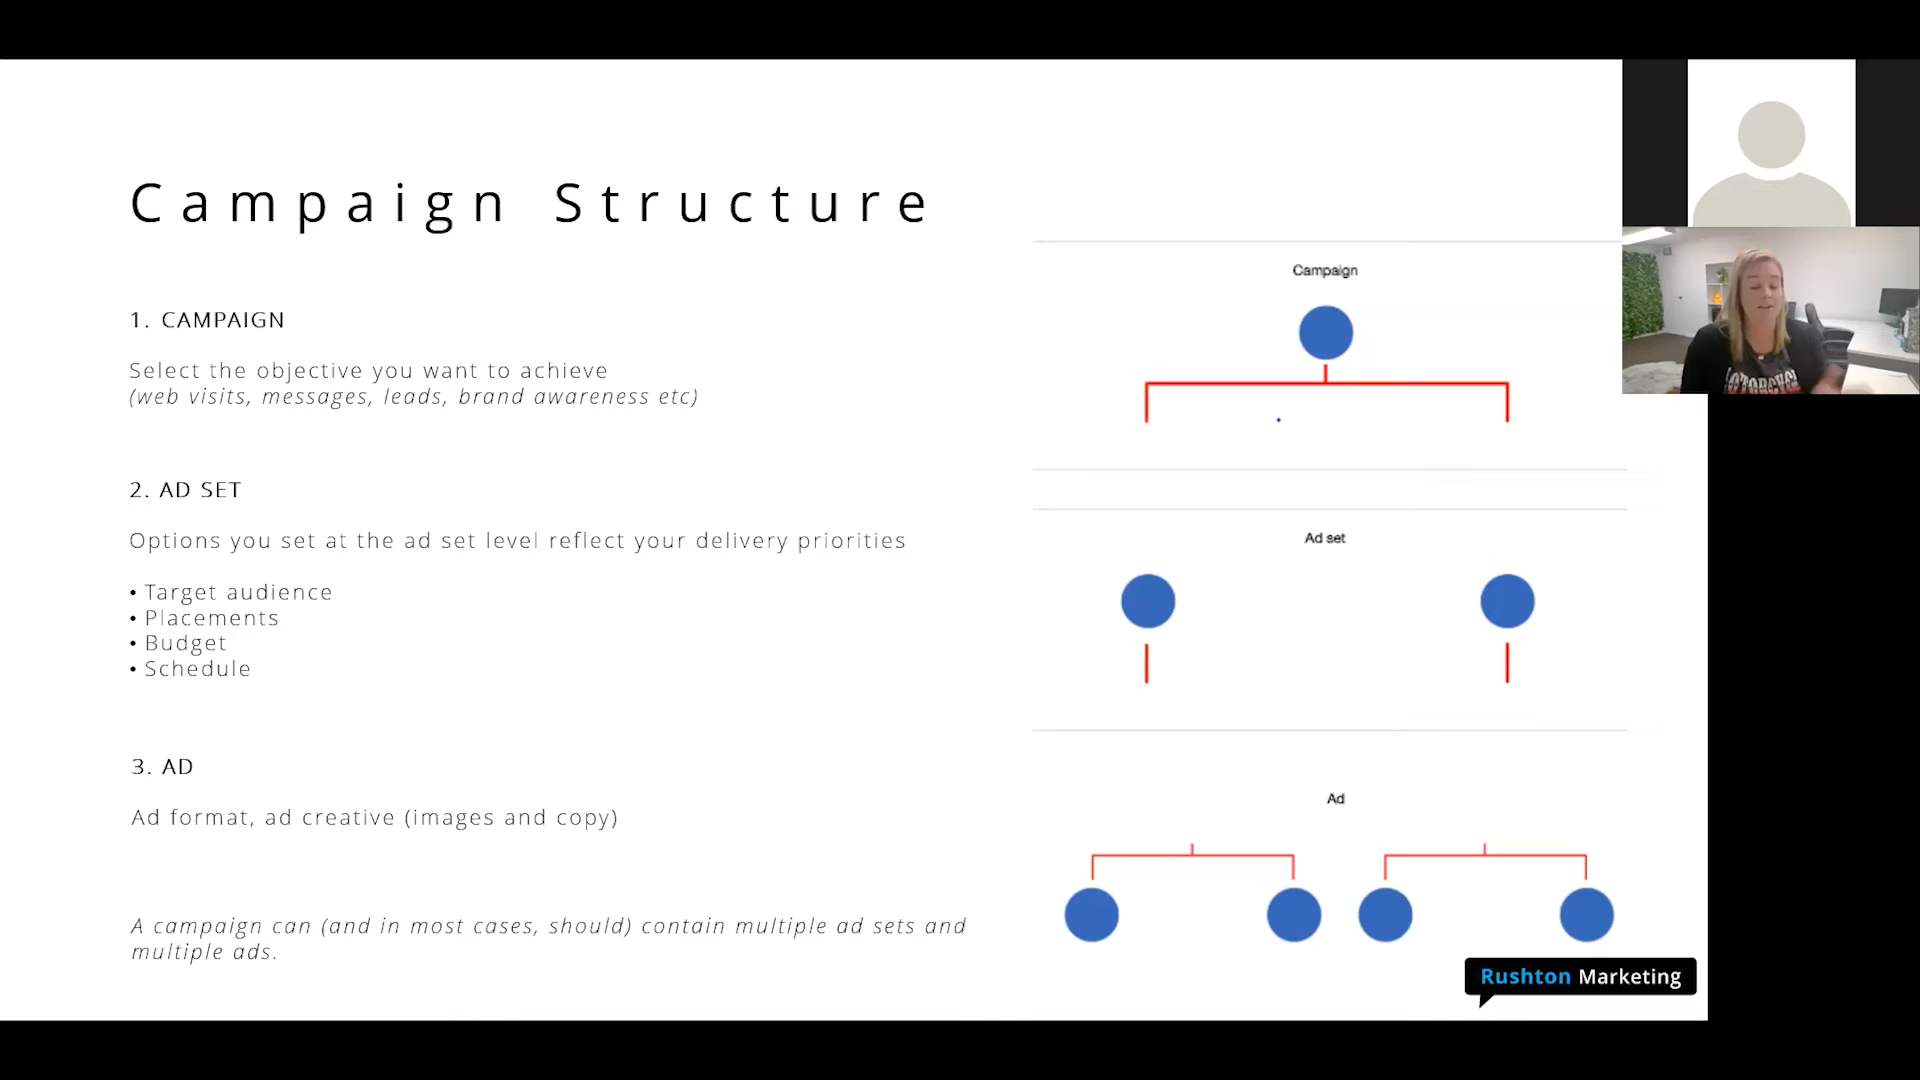 Campaign Structure
1. CAMPAIGN
Select the objective you want to achieve
(web visits, messages, leads, brand awareness etc)
2. AD SET
Options you set at the ad set level reflect your delivery priorities
• Target audience
• Placements
• Budget
• Schedule
3. AD
Ad format, ad creative (images and copy)
A campaign can (and in most cases, should) contain multiple ad sets and
multiple ads.
Campaign
Ad set
Ad
Rushton Marketing